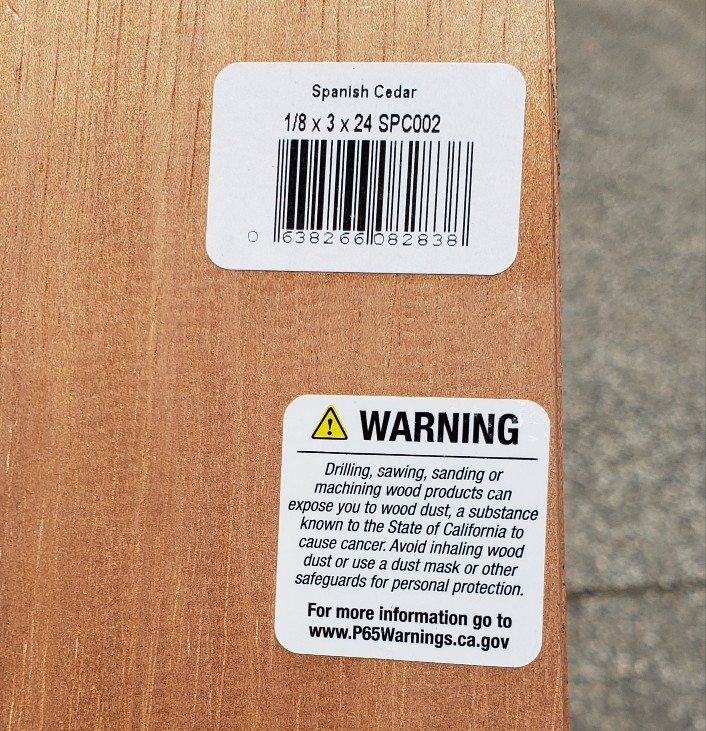 Spanish Cedar
1/8 x 3 x 24 SPC002
0 638266 082838
WARNING
Drilling, sawing, sanding or
machining wood products can
expose you to wood dust, a substance
known to the State of California to
cause cancer. Avoid inhaling wood
dust or use a dust mask or other
safeguards for personal protection.
For more information go to
www.P65Warnings.ca.gov